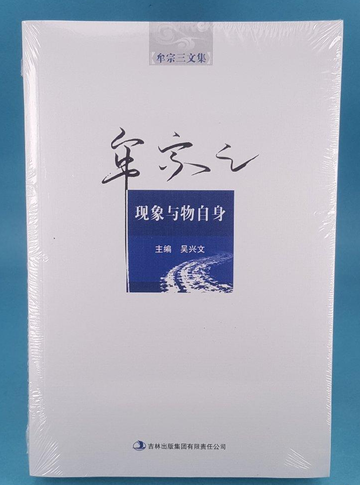 牟宗三文集
牟宗三
现象与物自身
主编 吴兴文
吉林出版集团有限责任公司